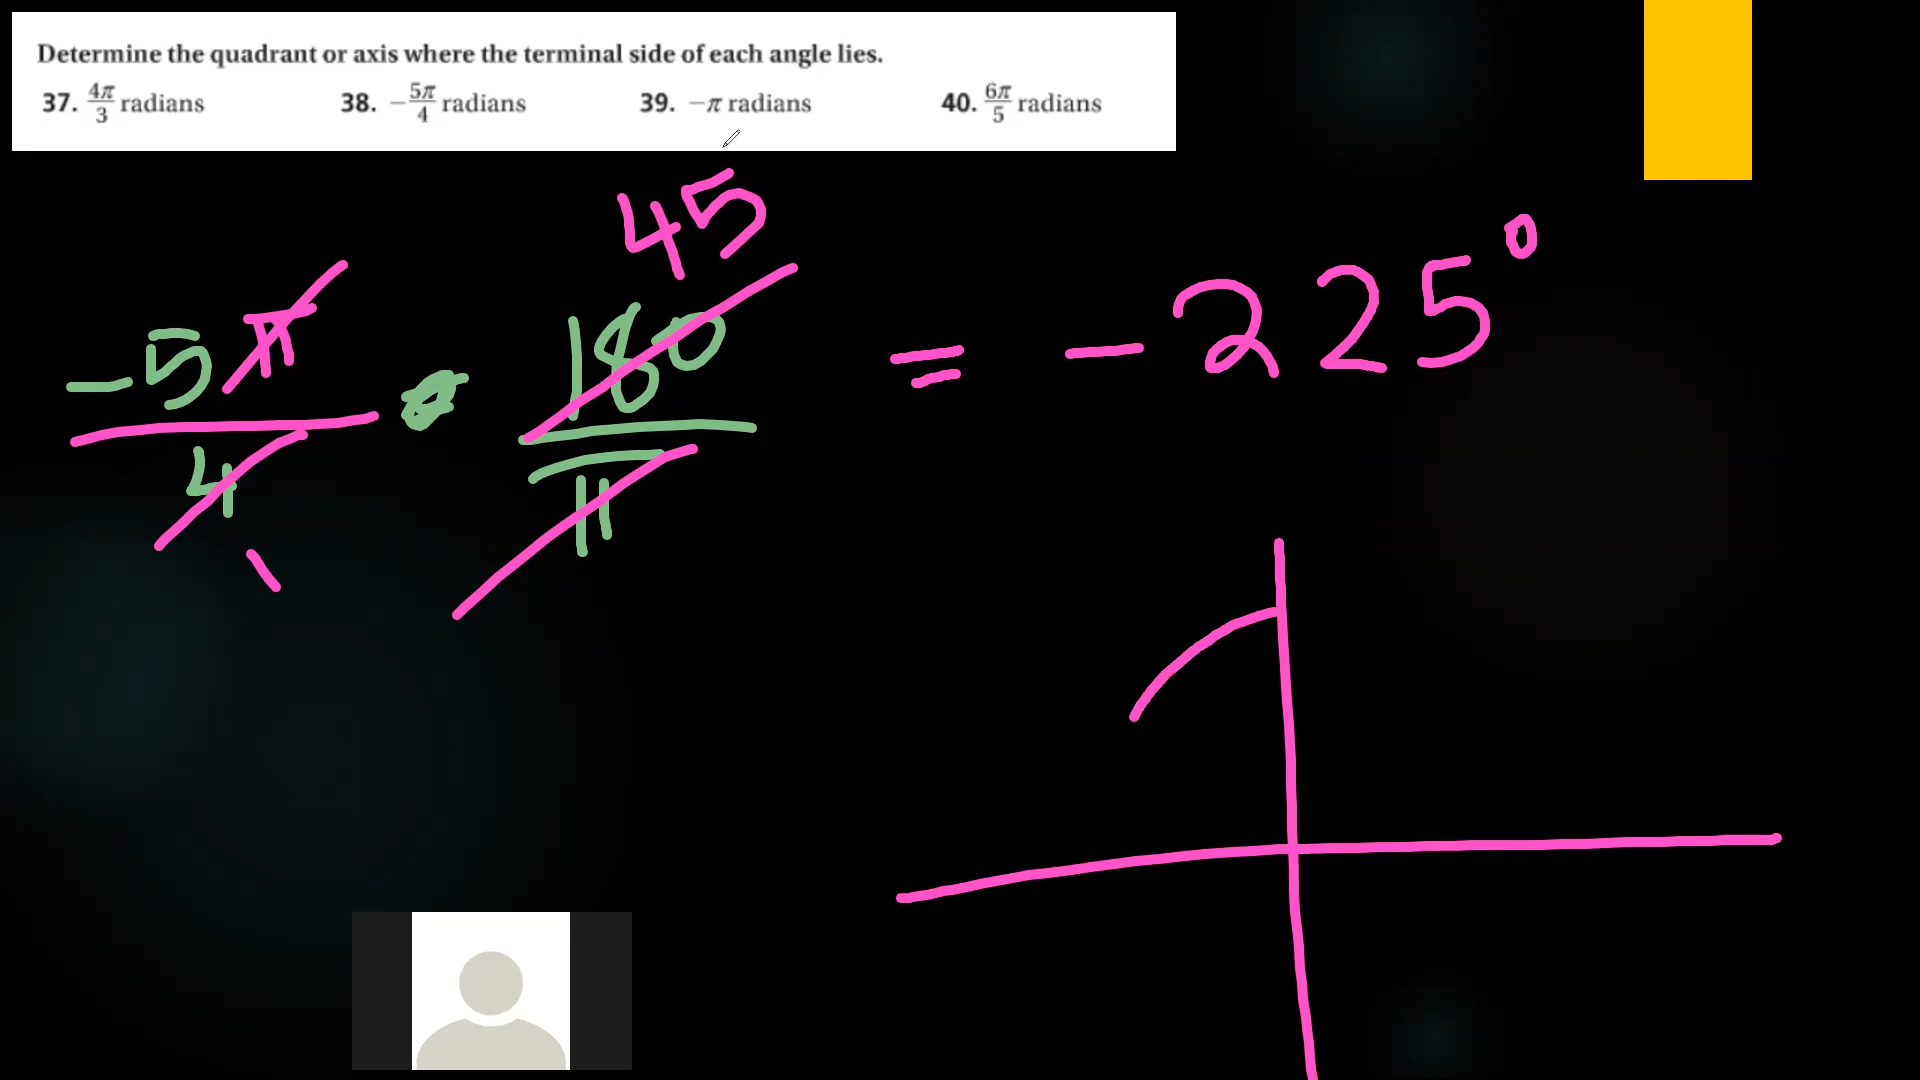 Determine the quadrant or axis where the terminal side of each angle lies.
37. 4π/3 radians 38. −5π/4 radians 39. −π radians 40. 6π/5 radians
45
−5π/4 • 180/π = −225°
1